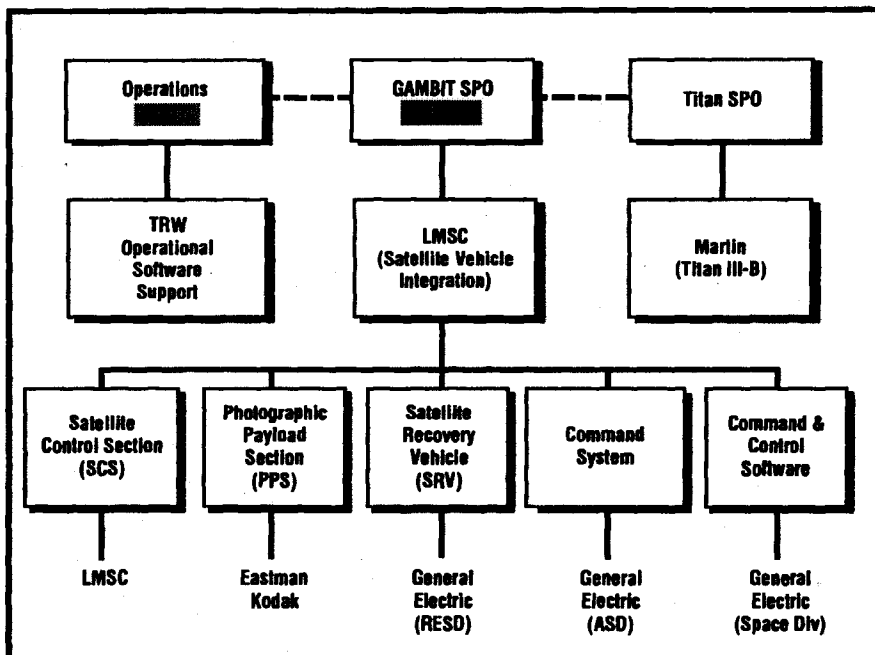 Operations
GAMBIT SPO
Titan SPO
TRW
Operational
Software
Support
LMSC
(Satellite Vehicle
Integration)
Martin
(Titan III-B)
Satellite
Control Section
(SCS)
Photographic
Payload
Section
(PPS)
Satellite
Recovery
Vehicle
(SRV)
Command
System
Command &
Control
Software
LMSC
Eastman
Kodak
General
Electric
(RESD)
General
Electric
(ASD)
General
Electric
(Space Div)